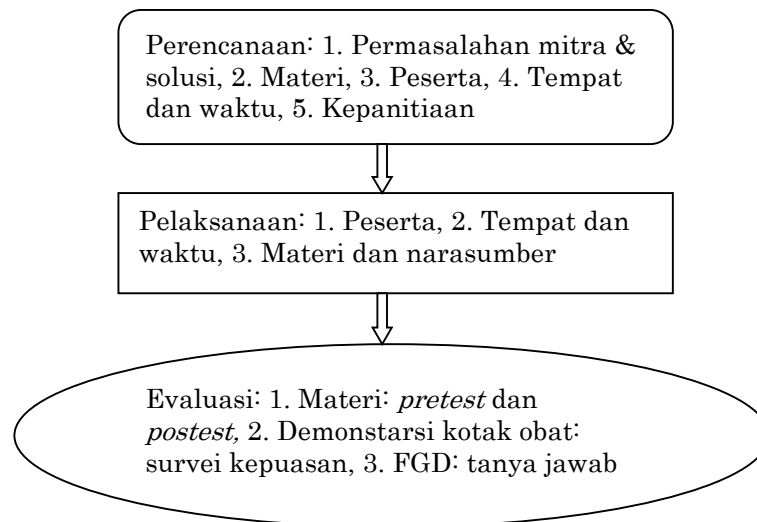 Perencanaan: 1. Permasalahan mitra &
solusi, 2. Materi, 3. Peserta, 4. Tempat
dan waktu, 5. Kepanitiaan
Pelaksanaan: 1. Peserta, 2. Tempat dan
waktu, 3. Materi dan narasumber
Evaluasi: 1. Materi: pretest dan
postest, 2. Demonstarsi kotak obat:
survei kepuasan, 3. FGD: tanya jawab